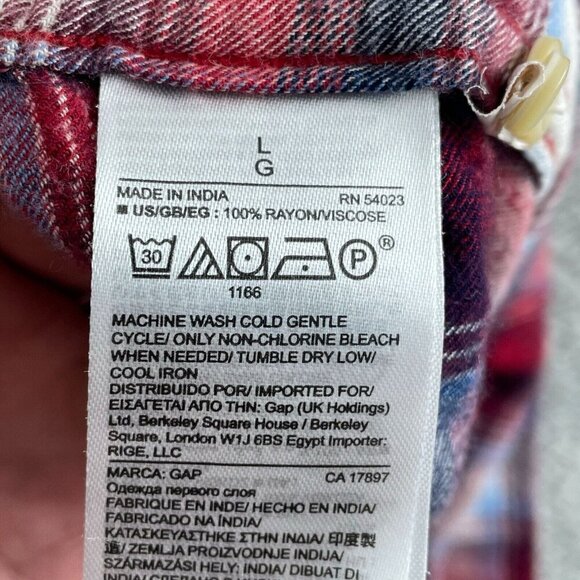 L
G
MADE IN INDIA RN 54023
US/GB/EG : 100% RAYON/VISCOSE
30 P ®
1166
MACHINE WASH COLD GENTLE
CYCLE/ ONLY NON-CHLORINE BLEACH
WHEN NEEDED/ TUMBLE DRY LOW/
COOL IRON
DISTRIBUIDO POR/ IMPORTED FOR/
ΕΙΣΑΓΕΤΑΙ ΑΠΟ ΤΗΝ: Gap (UK Holdings)
Ltd, Berkeley Square House / Berkeley
Square, London W1J 6BS Egypt Importer:
RIGE, LLC
MARCA: GAP CA 17897
Одежда первого слоя
FABRIQUE EN INDE/ HECHO EN INDIA/
FABRICADO NA ÍNDIA/
ΚΑΤΑΣΚΕΥΑΣΤΗΚΕ ΣΤΗΝ ΙΝΔΙΑ/ 印度製
造/ ZEMLJA PROIZVODNJE INDIJA/
HECHO EN INDIA/ DIBUAT DI